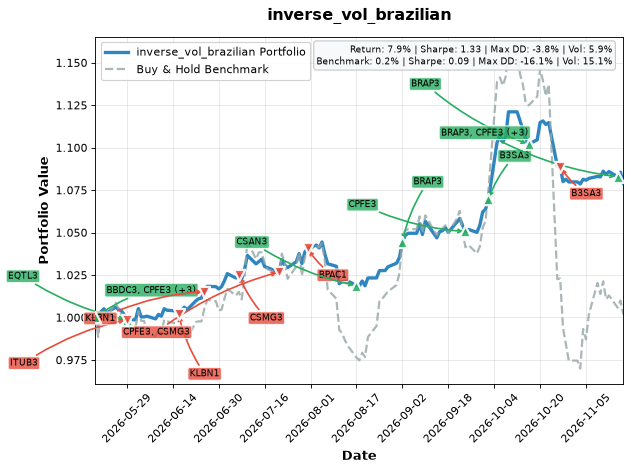 inverse_vol_brazilian
inverse_vol_brazilian Portfolio
Buy & Hold Benchmark
Return: 7.9% | Sharpe: 1.33 | Max DD: -3.8% | Vol: 5.9%
Benchmark: 0.2% | Sharpe: 0.09 | Max DD: -16.1% | Vol: 15.1%
Portfolio Value
1.150
1.125
1.100
1.075
1.050
1.025
1.000
0.975
BRAP3
BRAP3, CPFE3 (+3)
B3SA3
BRAP3
B3SA3
CPFE3
CSAN3
EQTL3
BPAC1
BBDC3, CPFE3 (+3)
KLBN1
CPFE3, CSMG3
CSMG3
ITUB3
KLBN1
2026-05-29
2026-06-14
2026-06-30
2026-07-16
2026-08-01
2026-08-17
2026-09-02
2026-09-18
2026-10-04
2026-10-20
2026-11-05
Date